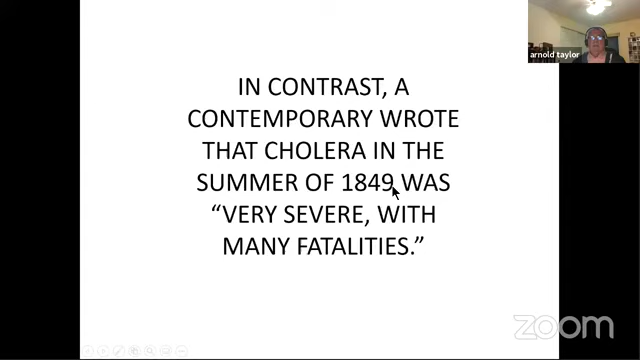 arnold taylor
IN CONTRAST, A
CONTEMPORARY WROTE
THAT CHOLERA IN THE
SUMMER OF 1849 WAS
“VERY SEVERE, WITH
MANY FATALITIES.”
zoom